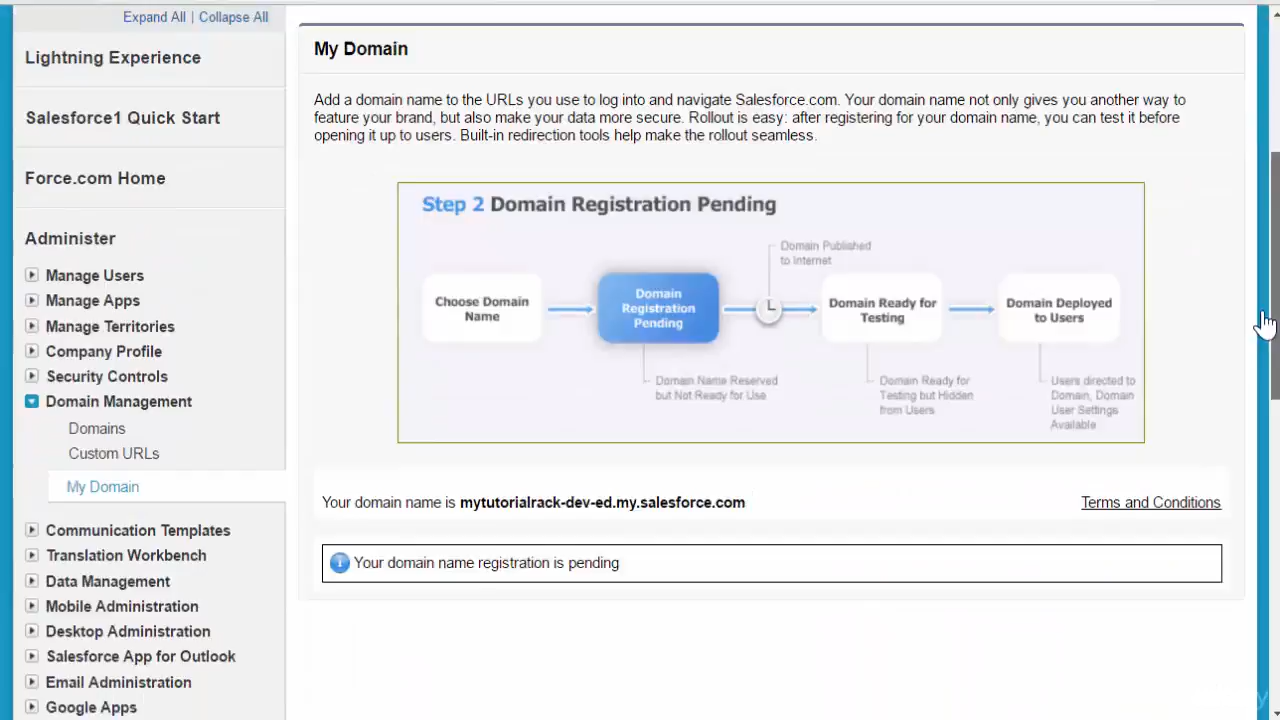 Expand All | Collapse All
Lightning Experience
Salesforce1 Quick Start
Force.com Home
Administer
Manage Users
Manage Apps
Manage Territories
Company Profile
Security Controls
Domain Management
Domains
Custom URLs
My Domain
Communication Templates
Translation Workbench
Data Management
Mobile Administration
Desktop Administration
Salesforce App for Outlook
Email Administration
Google Apps
My Domain
Add a domain name to the URLs you use to log into and navigate Salesforce.com. Your domain name not only gives you another way to
feature your brand, but also make your data more secure. Rollout is easy: after registering for your domain name, you can test it before
opening it up to users. Built-in redirection tools help make the rollout seamless.
Step 2 Domain Registration Pending
Domain Published
to Internet
Choose Domain
Name
Domain
Registration
Pending
Domain Ready for
Testing
Domain Deployed
to Users
Domain Name Reserved
but Not Ready for Use
Domain Ready for
Testing but Hidden
from Users
Users directed to
Domain, Domain
User Settings
Available
Your domain name is mytutorialrack-dev-ed.my.salesforce.com
Terms and Conditions
Your domain name registration is pending